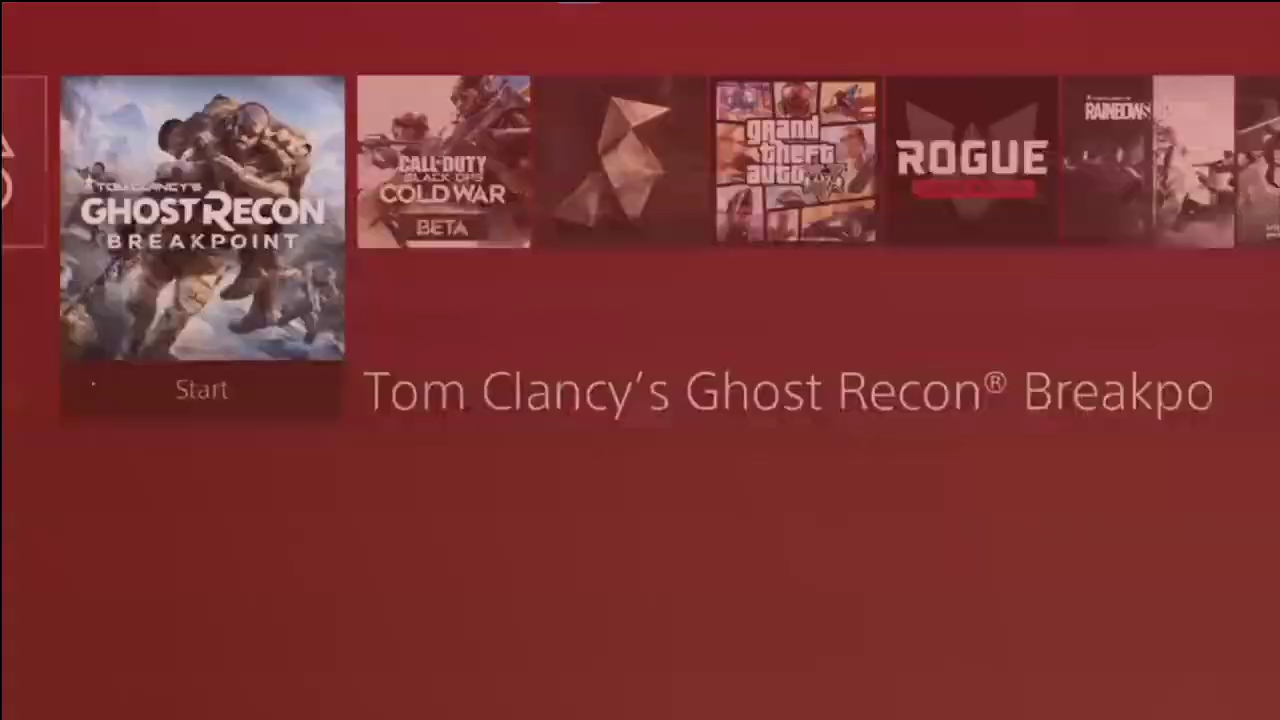 TOM CLANCY'S
GHOST RECON
BREAKPOINT
CALL OF DUTY
BLACK OPS
COLD WAR
BETA
grand
theft
auto
ROGUE
RAINBOW
Start
Tom Clancy's Ghost Recon® Breakpo